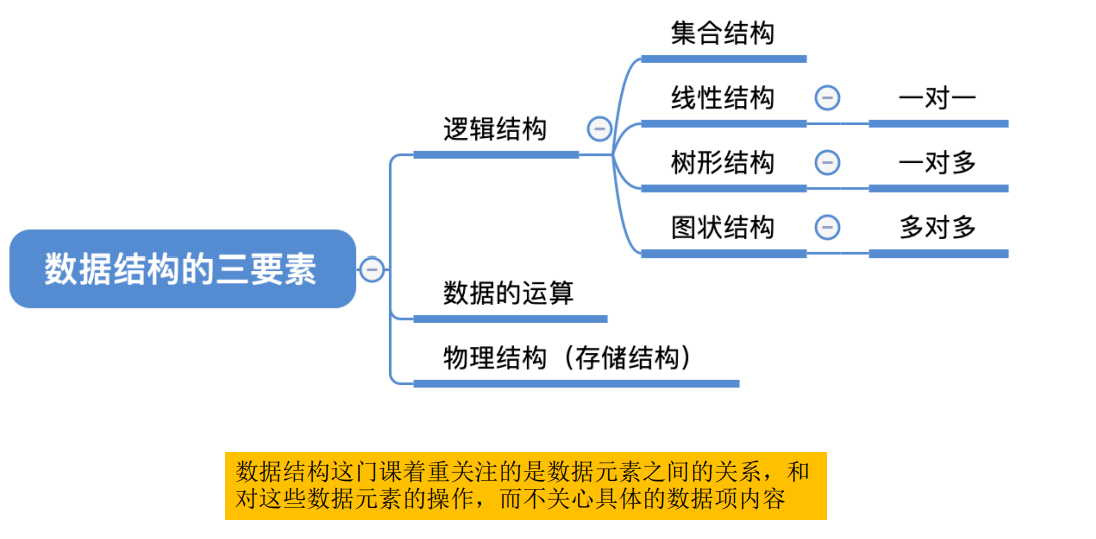 数据结构的三要素
逻辑结构
集合结构
线性结构
一对一
树形结构
一对多
图状结构
多对多
数据的运算
物理结构（存储结构）
数据结构这门课着重关注的是数据元素之间的关系，和
对这些数据元素的操作，而不关心具体的数据项内容